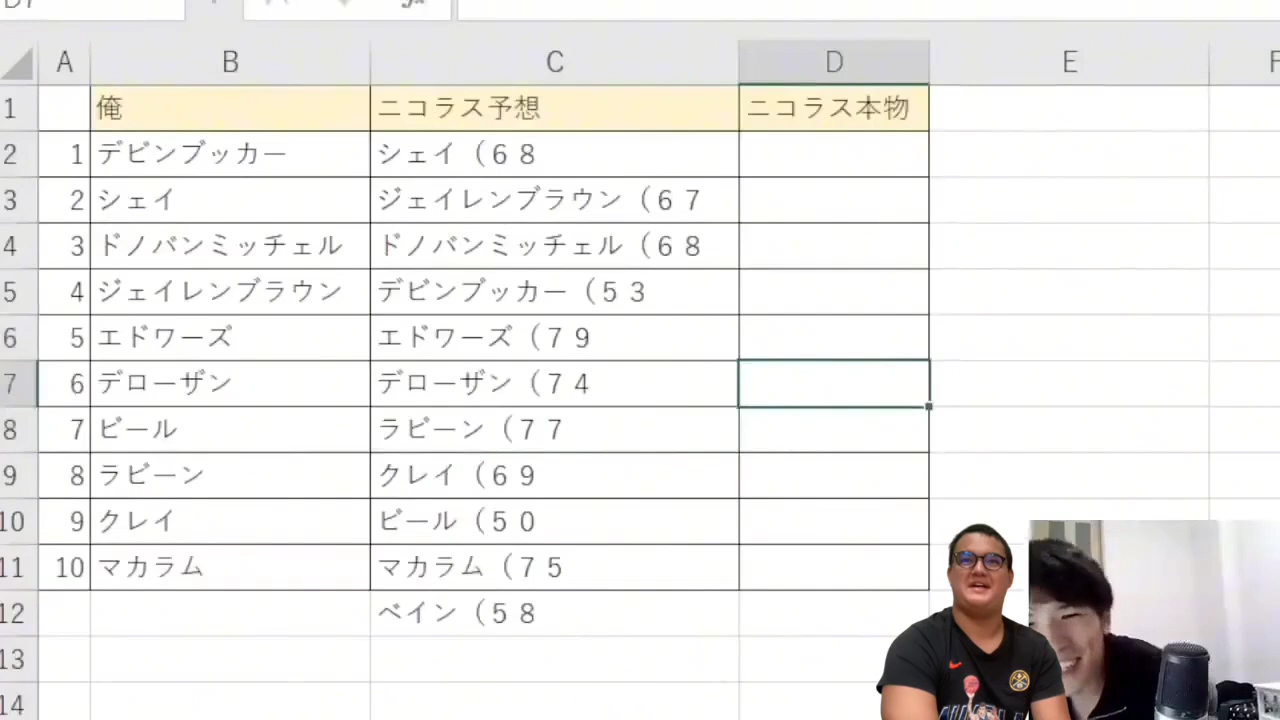 A B C D E F
1 俺 ニコラス予想 ニコラス本物
2 1 デビンブッカー シェイ（６８
3 2 シェイ ジェイレンブラウン（６７
4 3 ドノバンミッチェル ドノバンミッチェル（６８
5 4 ジェイレンブラウン デビンブッカー（５３
6 5 エドワーズ エドワーズ（７９
7 6 デローザン デローザン（７４
8 7 ビール ラビーン（７７
9 8 ラビーン クレイ（６９
10 9 クレイ ビール（５０
11 10 マカラム マカラム（７５
12 ベイン（５８
13
14